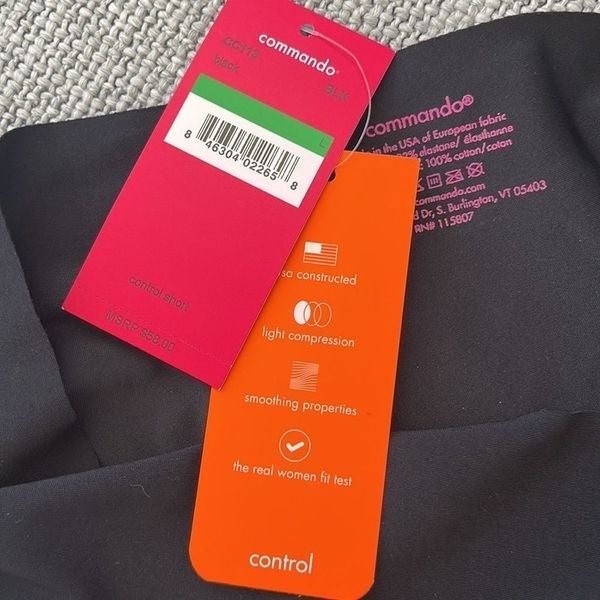 commando®
black
BLK
L
8 46304 02265 8
control short
MSRP $58.00
sa constructed
light compression
smoothing properties
the real women fit test
control
commando®
in the USA of European fabric
elastane/ élasthanne
: 100% cotton/coton
commando.com
d Dr, S. Burlington, VT 05403
RN# 115807